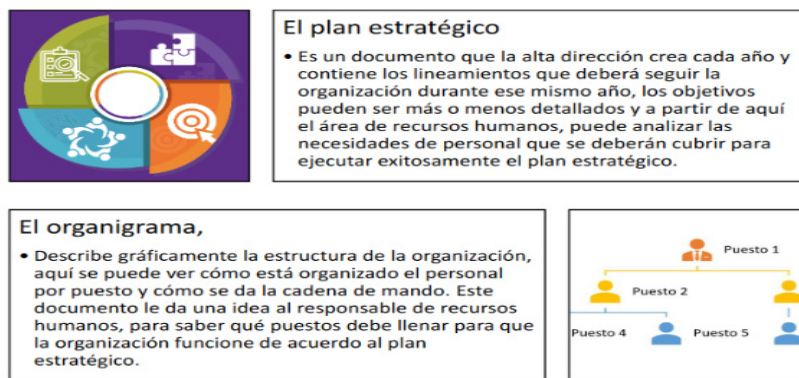 El plan estratégico
• Es un documento que la alta dirección crea cada año y
contiene los lineamientos que deberá seguir la
organización durante ese mismo año, los objetivos
pueden ser más o menos detallados y a partir de aquí
el área de recursos humanos, puede analizar las
necesidades de personal que se deberán cubrir para
ejecutar exitosamente el plan estratégico.
El organigrama,
• Describe gráficamente la estructura de la organización,
aquí se puede ver cómo está organizado el personal
por puesto y cómo se da la cadena de mando. Este
documento le da una idea al responsable de recursos
humanos, para saber qué puestos debe llenar para que
la organización funcione de acuerdo al plan
estratégico.
Puesto 1
Puesto 2
Puesto 4
Puesto 5